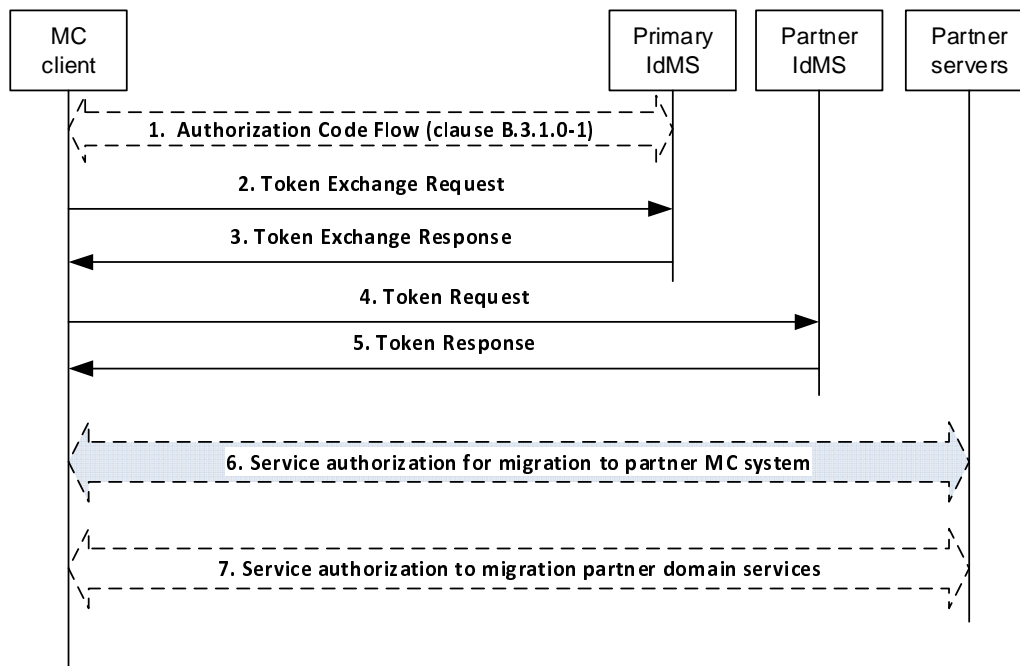 MC
client
Primary
IdMS
Partner
IdMS
Partner
servers
1. Authorization Code Flow (clause B.3.1.0-1)
2. Token Exchange Request
3. Token Exchange Response
4. Token Request
5. Token Response
6. Service authorization for migration to partner MC system
7. Service authorization to migration partner domain services